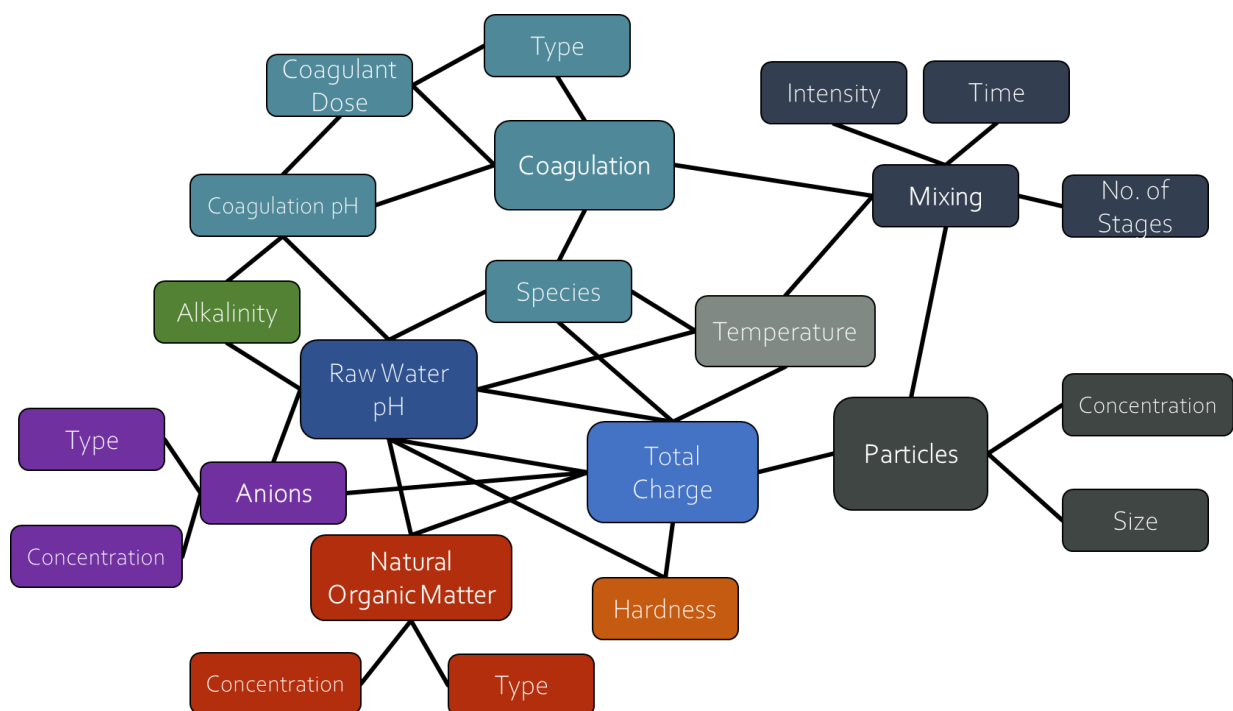 Type
Coagulant
Dose
Intensity
Time
Coagulation
Mixing
Coagulation pH
No. of
Stages
Species
Alkalinity
Temperature
Raw Water
pH
Concentration
Type
Particles
Total
Charge
Anions
Size
Concentration
Natural
Organic Matter
Hardness
Concentration
Type